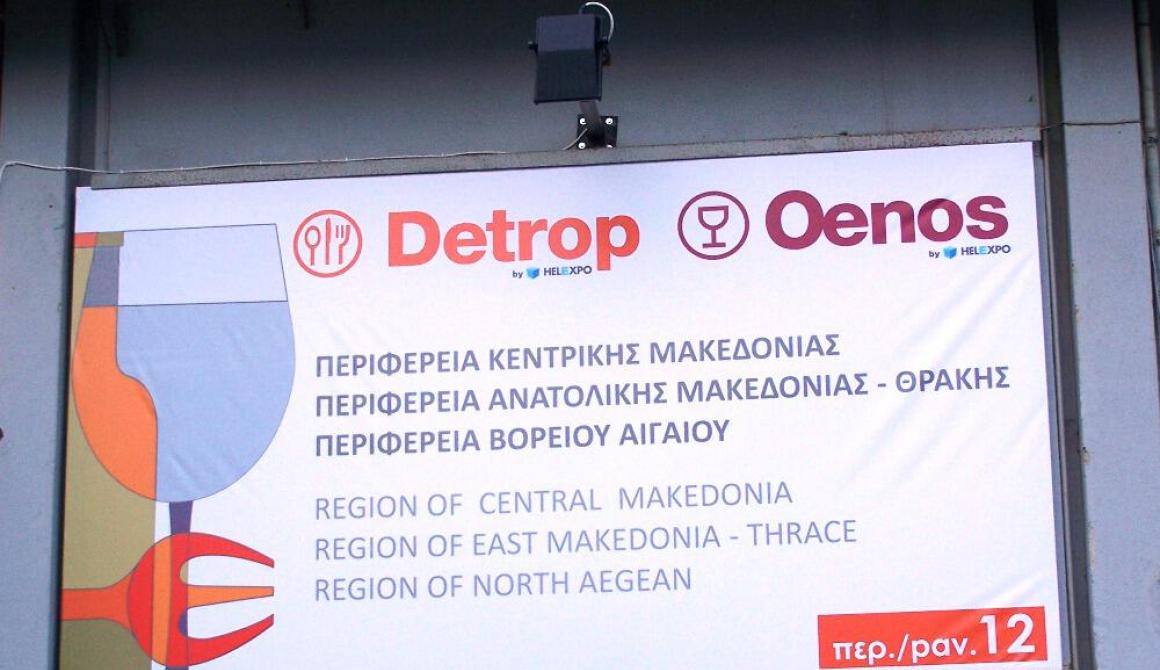 Detrop Oenos
by HELEXPO by HELEXPO
ΠΕΡΙΦΕΡΕΙΑ ΚΕΝΤΡΙΚΗΣ ΜΑΚΕΔΟΝΙΑΣ
ΠΕΡΙΦΕΡΕΙΑ ΑΝΑΤΟΛΙΚΗΣ ΜΑΚΕΔΟΝΙΑΣ - ΘΡΑΚΗΣ
ΠΕΡΙΦΕΡΕΙΑ ΒΟΡΕΙΟΥ ΑΙΓΑΙΟΥ
REGION OF CENTRAL MAKEDONIA
REGION OF EAST MAKEDONIA - THRACE
REGION OF NORTH AEGEAN
περ./pav.12